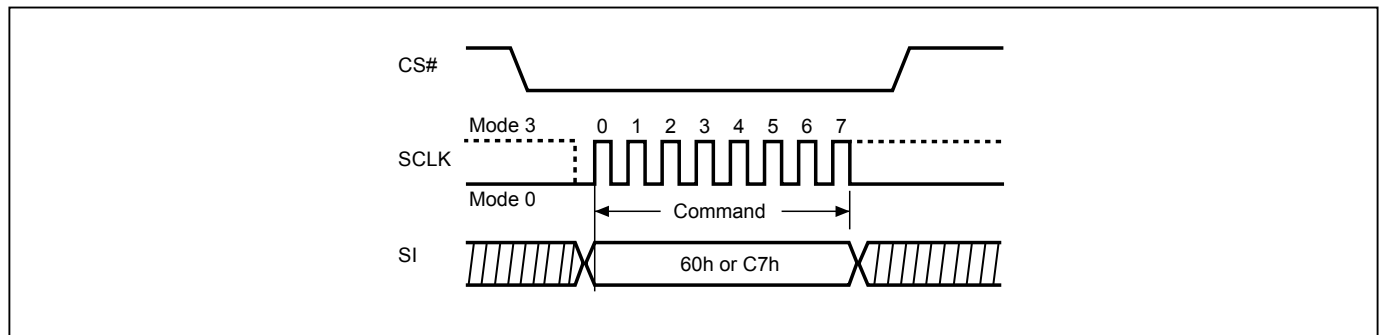 CS#
Mode 3
0 1 2 3 4 5 6 7
SCLK
Mode 0
Command
SI
60h or C7h